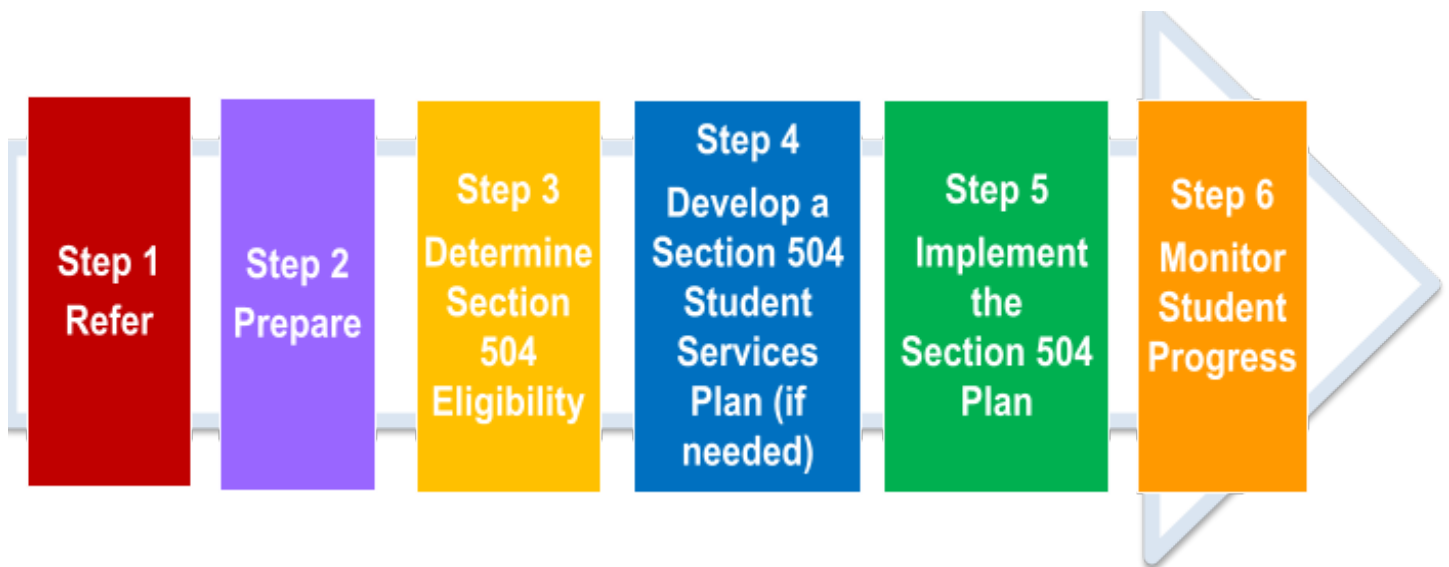 Step 1
Refer
Step 2
Prepare
Step 3
Determine
Section
504
Eligibility
Step 4
Develop a
Section 504
Student
Services
Plan (if
needed)
Step 5
Implement
the
Section 504
Plan
Step 6
Monitor
Student
Progress